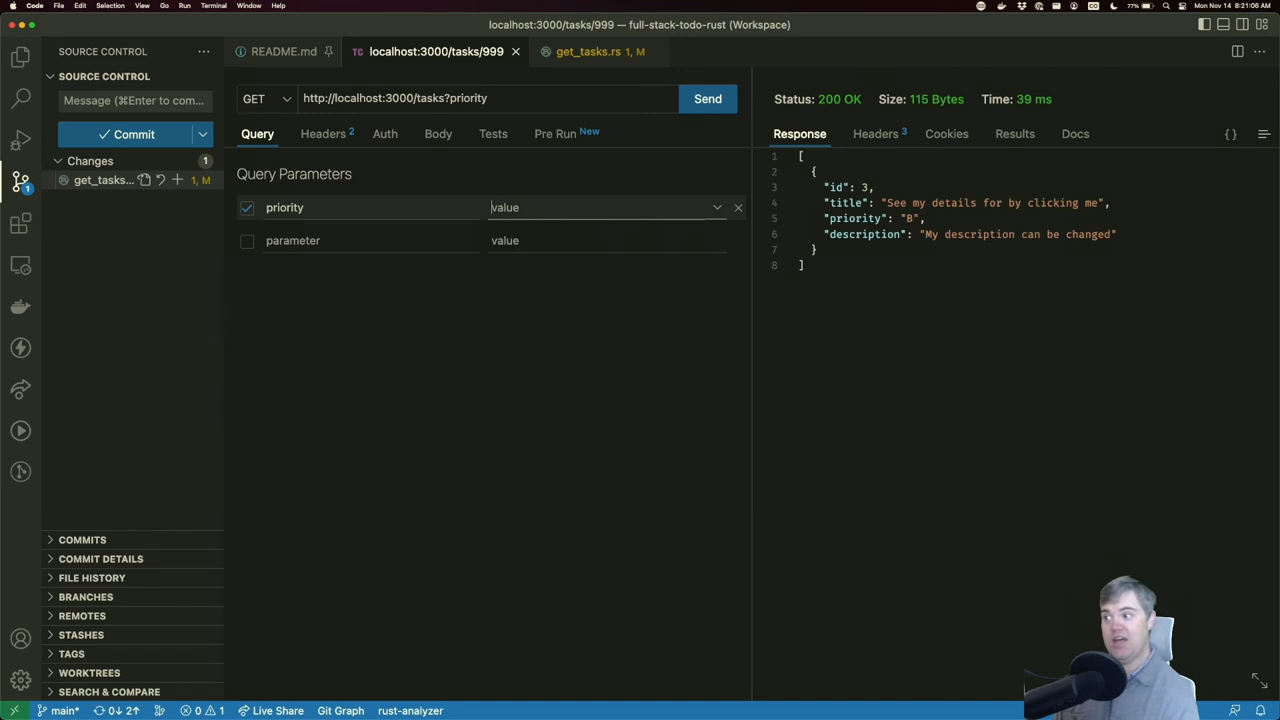 Code File Edit Selection View Go Run Terminal Window Help 77% Mon Nov 14 8:21:06 AM
localhost:3000/tasks/999 — full-stack-todo-rust (Workspace)
SOURCE CONTROL
README.md
TC localhost:3000/tasks/999
get_tasks.rs 1, M
SOURCE CONTROL
Message (⌘Enter to com...
Commit
Changes 1
get_tasks... 1, M
1
COMMITS
COMMIT DETAILS
FILE HISTORY
BRANCHES
REMOTES
STASHES
TAGS
WORKTREES
SEARCH & COMPARE
GET http://localhost:3000/tasks?priority Send
Query Headers 2 Auth Body Tests Pre Run New
Query Parameters
priority value
parameter value
Status: 200 OK Size: 115 Bytes Time: 39 ms
Response Headers 3 Cookies Results Docs { }
1 [
2 {
3 "id": 3,
4 "title": "See my details for by clicking me",
5 "priority": "B",
6 "description": "My description can be changed"
7 }
8 ]
main* 0↓ 2↑ 0 1 Live Share Git Graph rust-analyzer